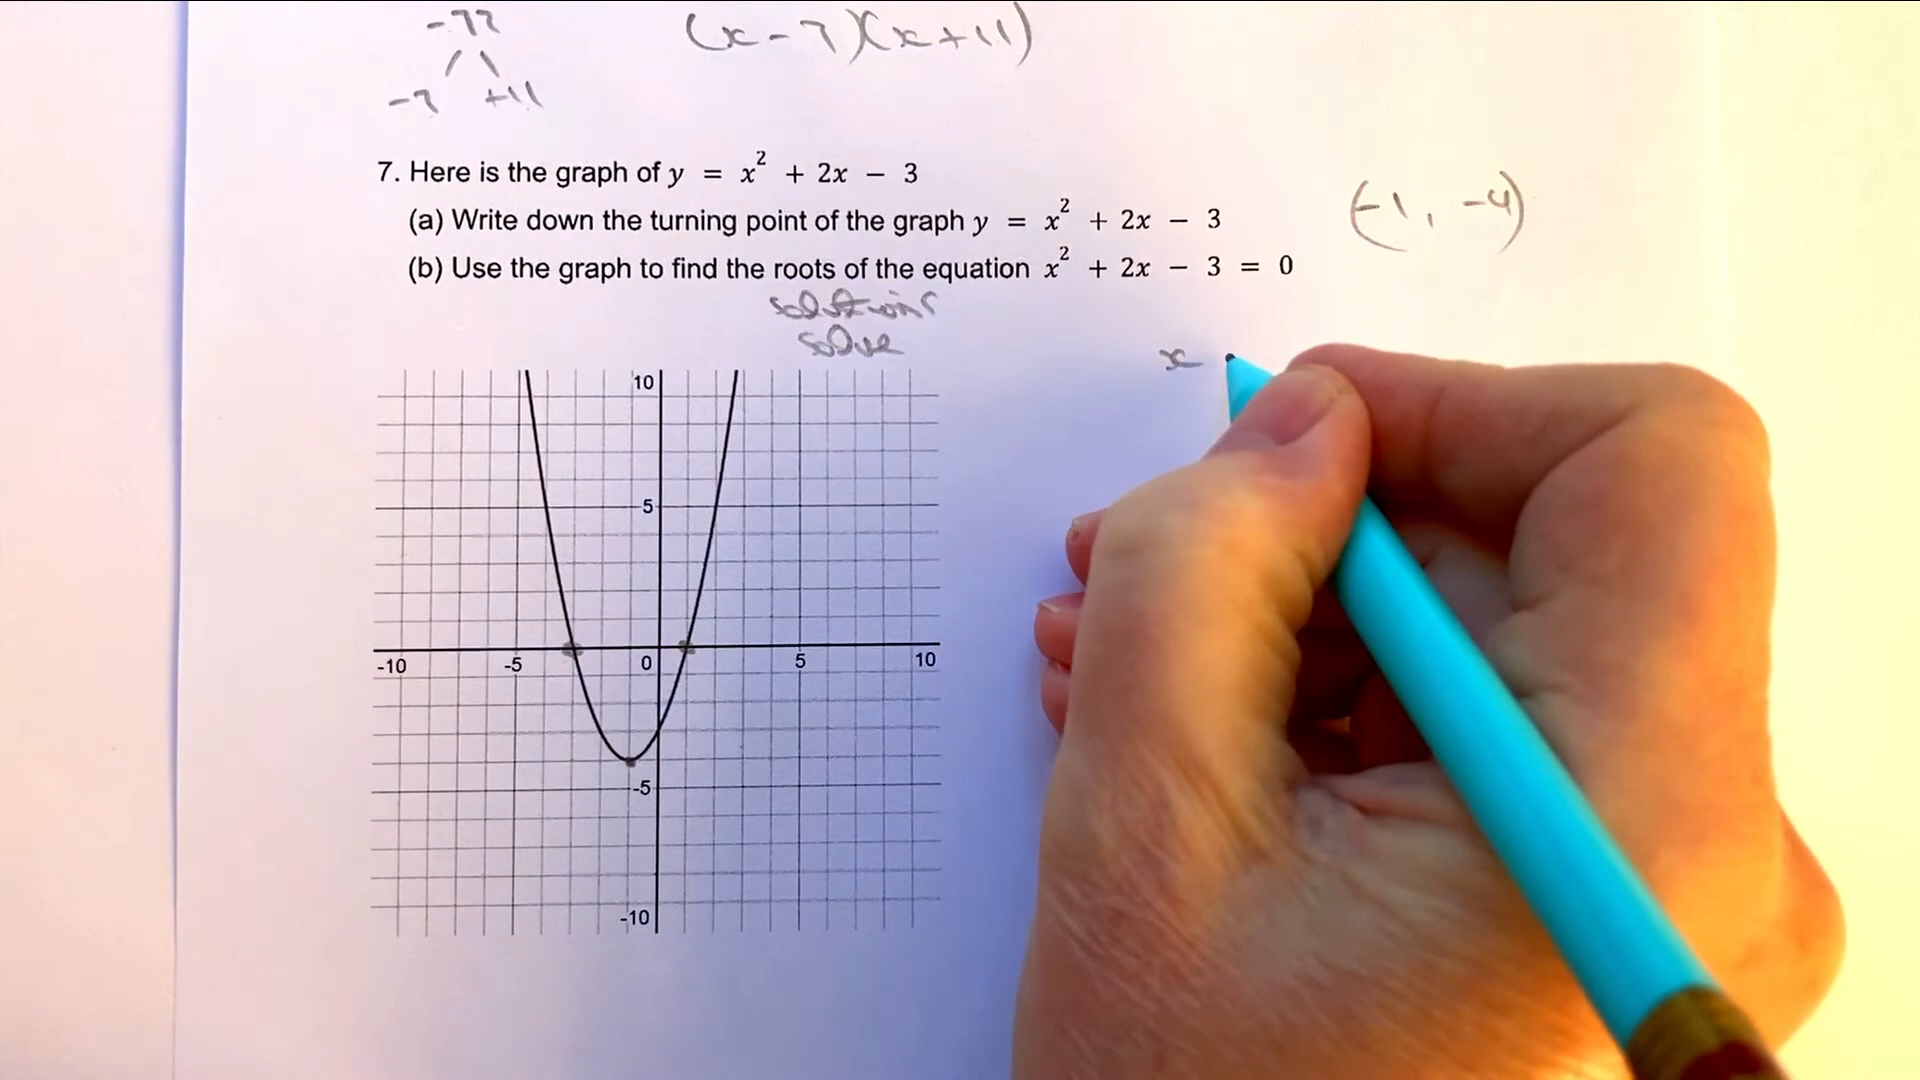 -77
(x-7)(x+11)
-7 +11
7. Here is the graph of y = x² + 2x − 3
(a) Write down the turning point of the graph y = x² + 2x − 3
(-1, -4)
(b) Use the graph to find the roots of the equation x² + 2x − 3 = 0
solutions
solve
x
10
5
-10 -5 0 5 10
-5
-10